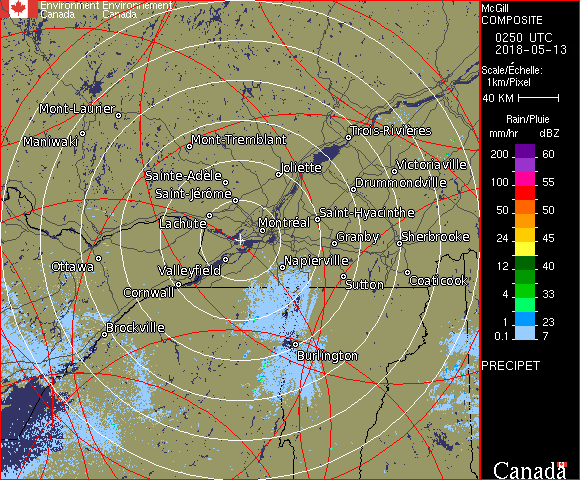 Environment Environnement
Canada Canada
McGill
COMPOSITE
0250 UTC
2018-05-13
Scale/Échelle:
1km/Pixel
40 KM
Rain/Pluie
mm/hr dBZ
200 60
100 55
50 50
24 45
12 40
4 33
1 23
0.1 7
PRECIPET
Canada
Mont-Laurier
Maniwaki
Mont-Tremblant
Trois-Rivières
Joliette
Victoriaville
Sainte-Adèle
Drummondville
Saint-Jérôme
Lachute
Montréal
Saint-Hyacinthe
Granby
Sherbrooke
Ottawa
Valleyfield
Napierville
Cornwall
Sutton
Coaticook
Brockville
Burlington